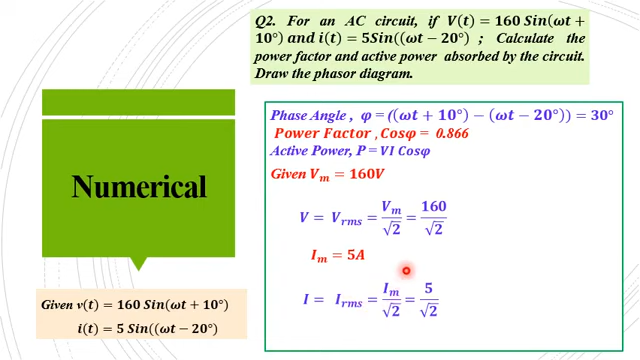 Q2. For an AC circuit, if V(t) = 160 Sin(ωt +
10°) and i(t) = 5Sin((ωt − 20°) ; Calculate the
power factor and active power absorbed by the circuit.
Draw the phasor diagram.
Phase Angle , φ = ((ωt + 10°) − (ωt − 20°)) = 30°
Power Factor , Cosφ = 0.866
Active Power, P = VI Cosφ
Given V_m = 160V
V = V_rms = V_m/√2 = 160/√2
I_m = 5A
I = I_rms = I_m/√2 = 5/√2
Numerical
Given v(t) = 160 Sin(ωt + 10°)
i(t) = 5 Sin((ωt − 20°)